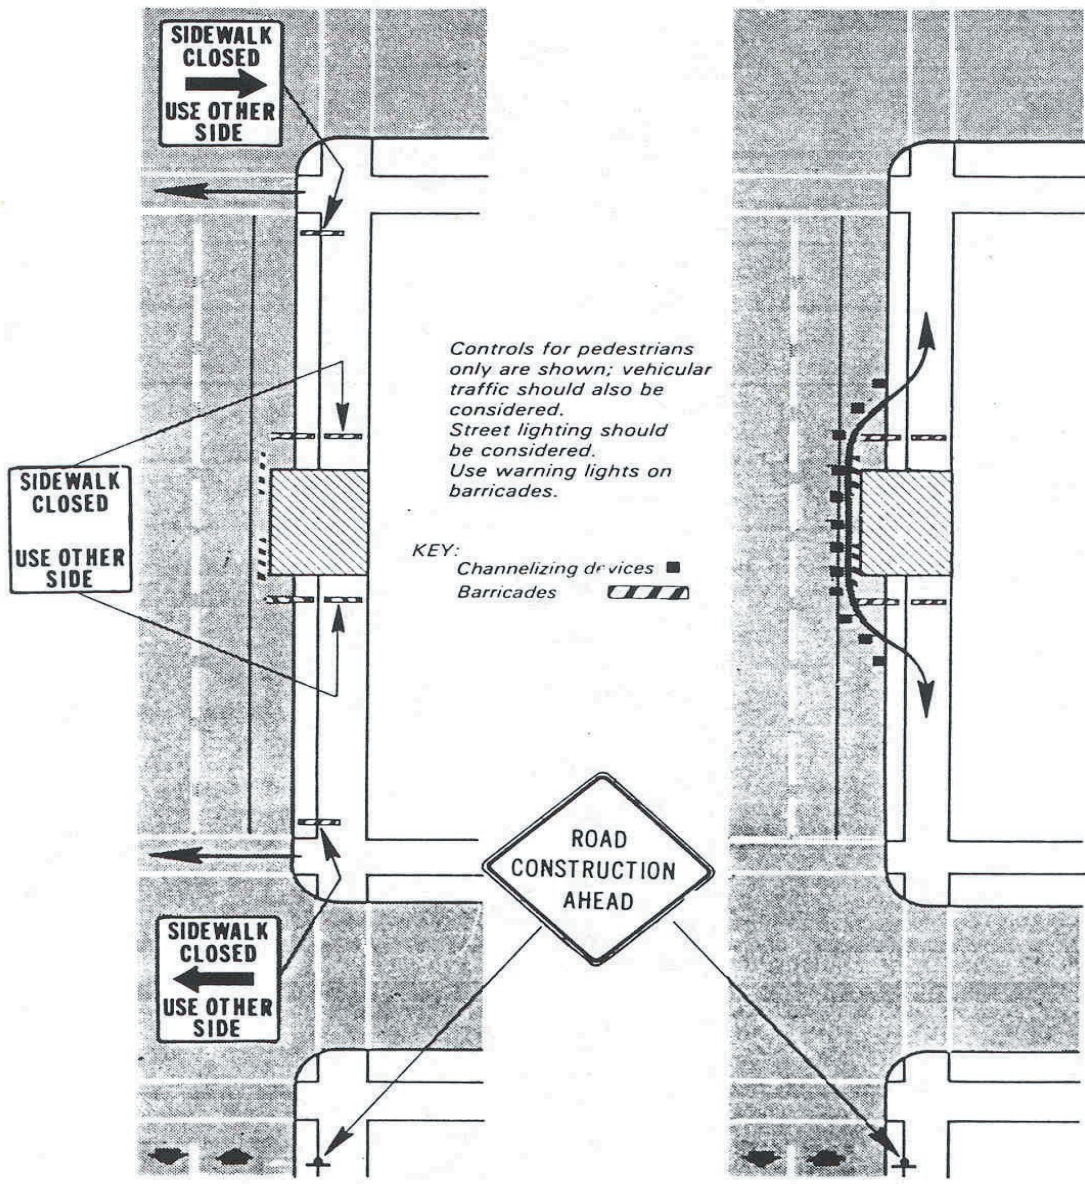 SIDEWALK
CLOSED
USE OTHER
SIDE
Controls for pedestrians
only are shown; vehicular
traffic should also be
considered.
Street lighting should
be considered.
Use warning lights on
barricades.
SIDEWALK
CLOSED
USE OTHER
SIDE
KEY:
Channelizing devices
Barricades
ROAD
CONSTRUCTION
AHEAD
SIDEWALK
CLOSED
USE OTHER
SIDE